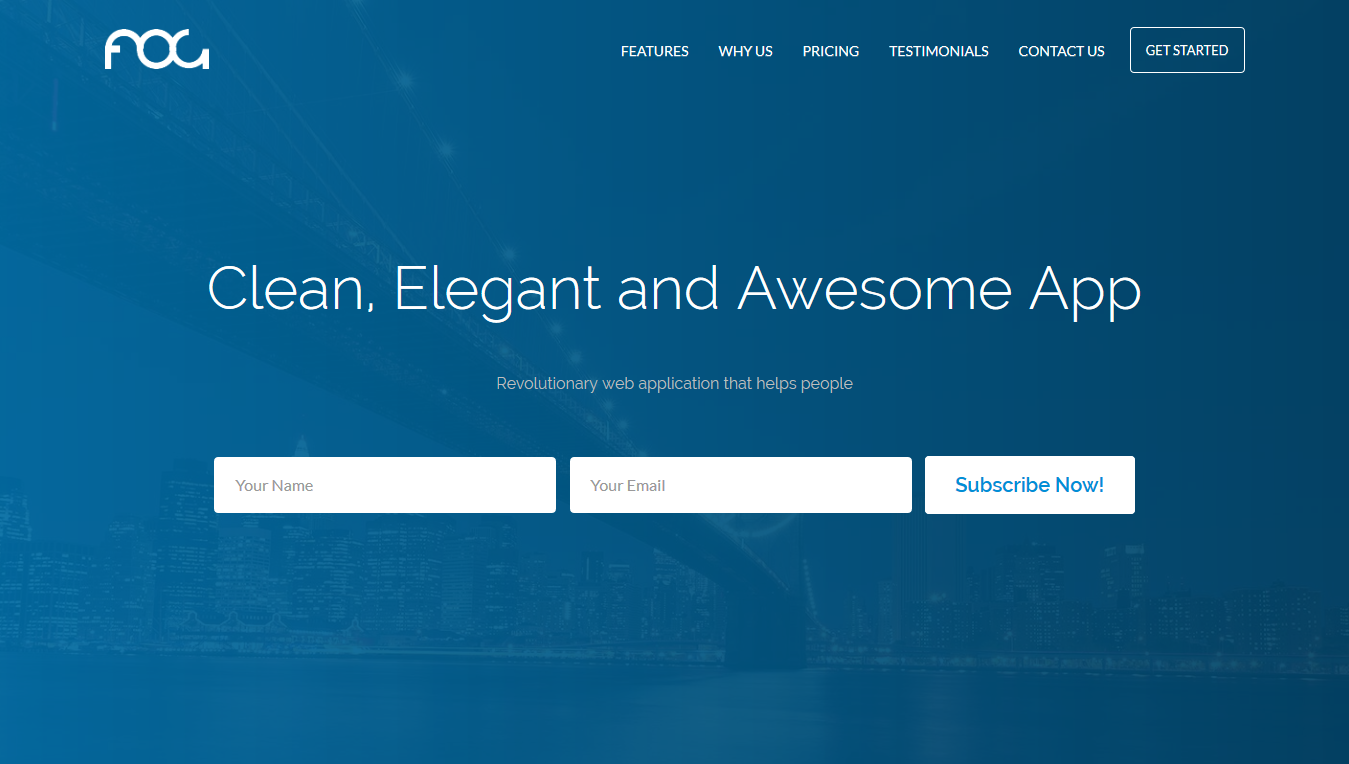 FOG
FEATURES WHY US PRICING TESTIMONIALS CONTACT US GET STARTED
Clean, Elegant and Awesome App
Revolutionary web application that helps people
Your Name Your Email Subscribe Now!